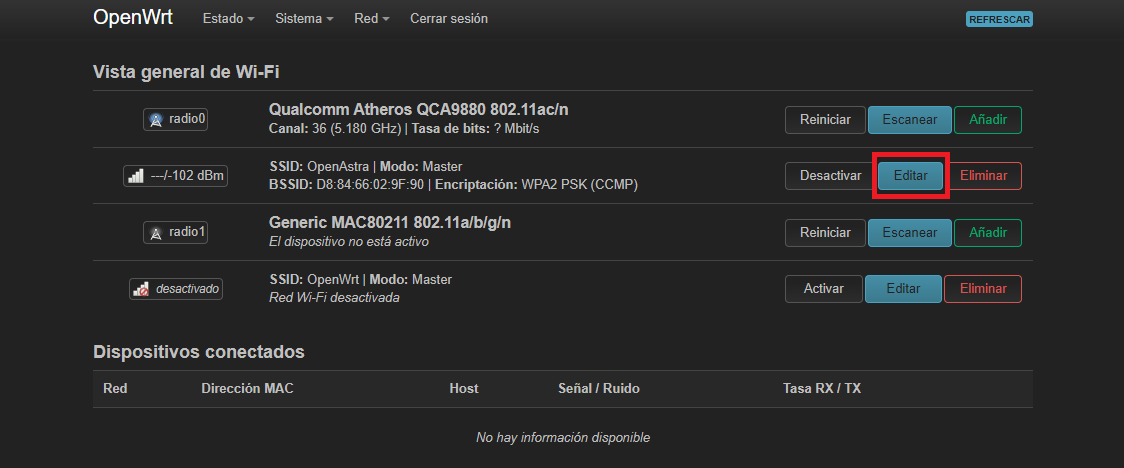 OpenWrt Estado Sistema Red Cerrar sesión REFRESCAR
Vista general de Wi-Fi
radio0
Qualcomm Atheros QCA9880 802.11ac/n
Canal: 36 (5.180 GHz) | Tasa de bits: ? Mbit/s
Reiniciar Escanear Añadir
---/-102 dBm
SSID: OpenAstra | Modo: Master
BSSID: D8:84:66:02:9F:90 | Encriptación: WPA2 PSK (CCMP)
Desactivar Editar Eliminar
radio1
Generic MAC80211 802.11a/b/g/n
El dispositivo no está activo
Reiniciar Escanear Añadir
desactivado
SSID: OpenWrt | Modo: Master
Red Wi-Fi desactivada
Activar Editar Eliminar
Dispositivos conectados
Red Dirección MAC Host Señal / Ruido Tasa RX / TX
No hay información disponible